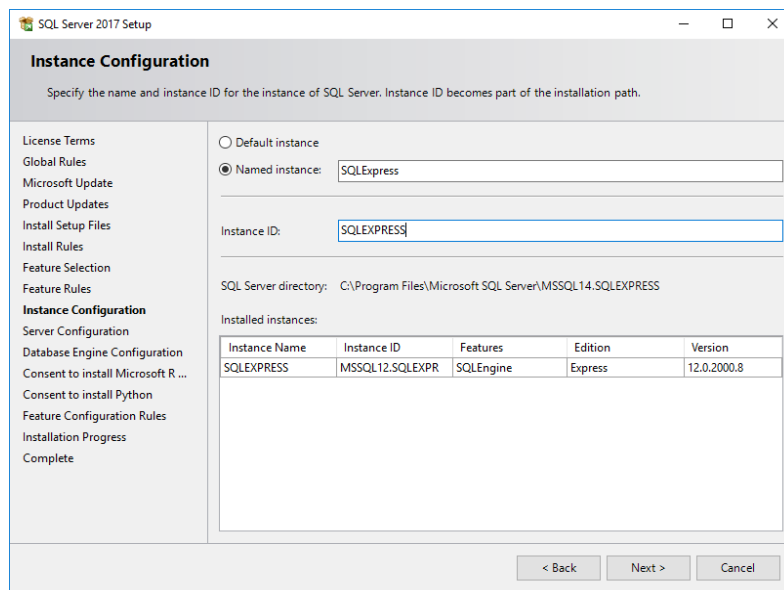 SQL Server 2017 Setup
Instance Configuration
Specify the name and instance ID for the instance of SQL Server. Instance ID becomes part of the installation path.
License Terms
Global Rules
Microsoft Update
Product Updates
Install Setup Files
Install Rules
Feature Selection
Feature Rules
Instance Configuration
Server Configuration
Database Engine Configuration
Consent to install Microsoft R ...
Consent to install Python
Feature Configuration Rules
Installation Progress
Complete
Default instance
Named instance: SQLExpress
Instance ID: SQLEXPRESS
SQL Server directory: C:\Program Files\Microsoft SQL Server\MSSQL14.SQLEXPRESS
Installed instances:
Instance Name Instance ID Features Edition Version
SQLEXPRESS MSSQL12.SQLEXPR SQLEngine Express 12.0.2000.8
< Back Next > Cancel